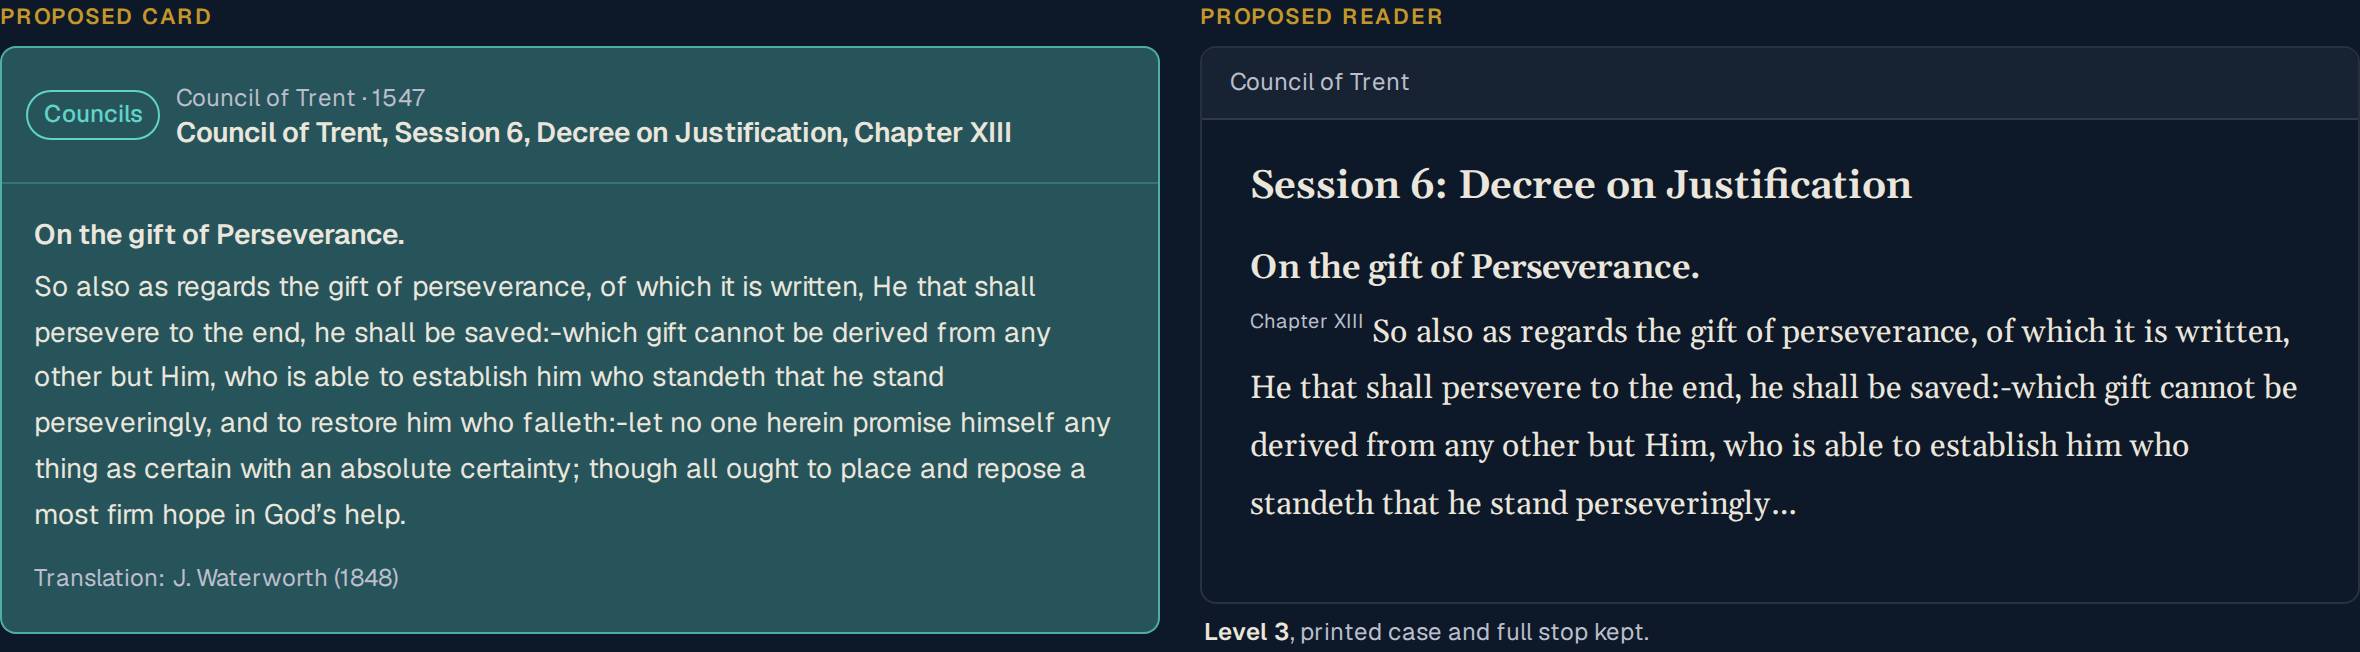 PROPOSED CARD
Councils
Council of Trent · 1547
Council of Trent, Session 6, Decree on Justification, Chapter XIII
On the gift of Perseverance.
So also as regards the gift of perseverance, of which it is written, He that shall
persevere to the end, he shall be saved:-which gift cannot be derived from any
other but Him, who is able to establish him who standeth that he stand
perseveringly, and to restore him who falleth:-let no one herein promise himself any
thing as certain with an absolute certainty; though all ought to place and repose a
most firm hope in God’s help.
Translation: J. Waterworth (1848)
PROPOSED READER
Council of Trent
Session 6: Decree on Justification
On the gift of Perseverance.
Chapter XIII So also as regards the gift of perseverance, of which it is written,
He that shall persevere to the end, he shall be saved:-which gift cannot be
derived from any other but Him, who is able to establish him who
standeth that he stand perseveringly…
Level 3, printed case and full stop kept.